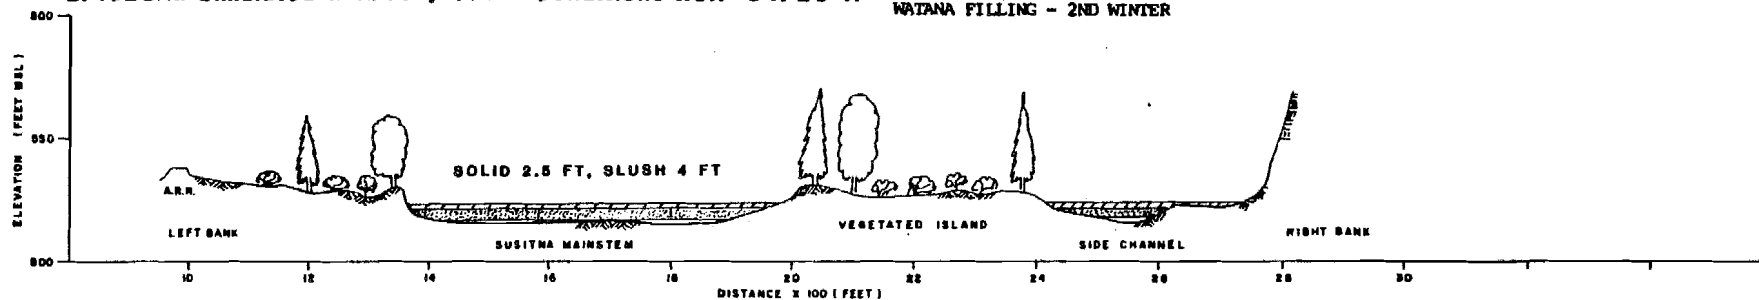 WATANA FILLING - 2ND WINTER
ELEVATION (FEET MSL)
SOLID 2.5 FT, SLUSH 4 FT
A.R.R.
LEFT BANK
SUSITNA MAINSTEM
VEGETATED ISLAND
SIDE CHANNEL
RIGHT BANK
600
10 12 14 16 18 20 22 24 26 28 30
DISTANCE X 100 (FEET)